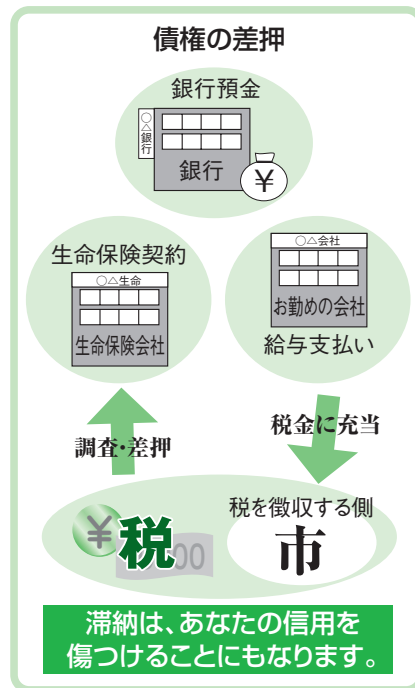 債権の差押
銀行預金
○△銀行
銀行
¥
生命保険契約
○△生命
生命保険会社
○△会社
お勤めの会社
給与支払い
調査・差押
税金に充当
¥税
00
税を徴収する側
市
滞納は、あなたの信用を
傷つけることにもなります。